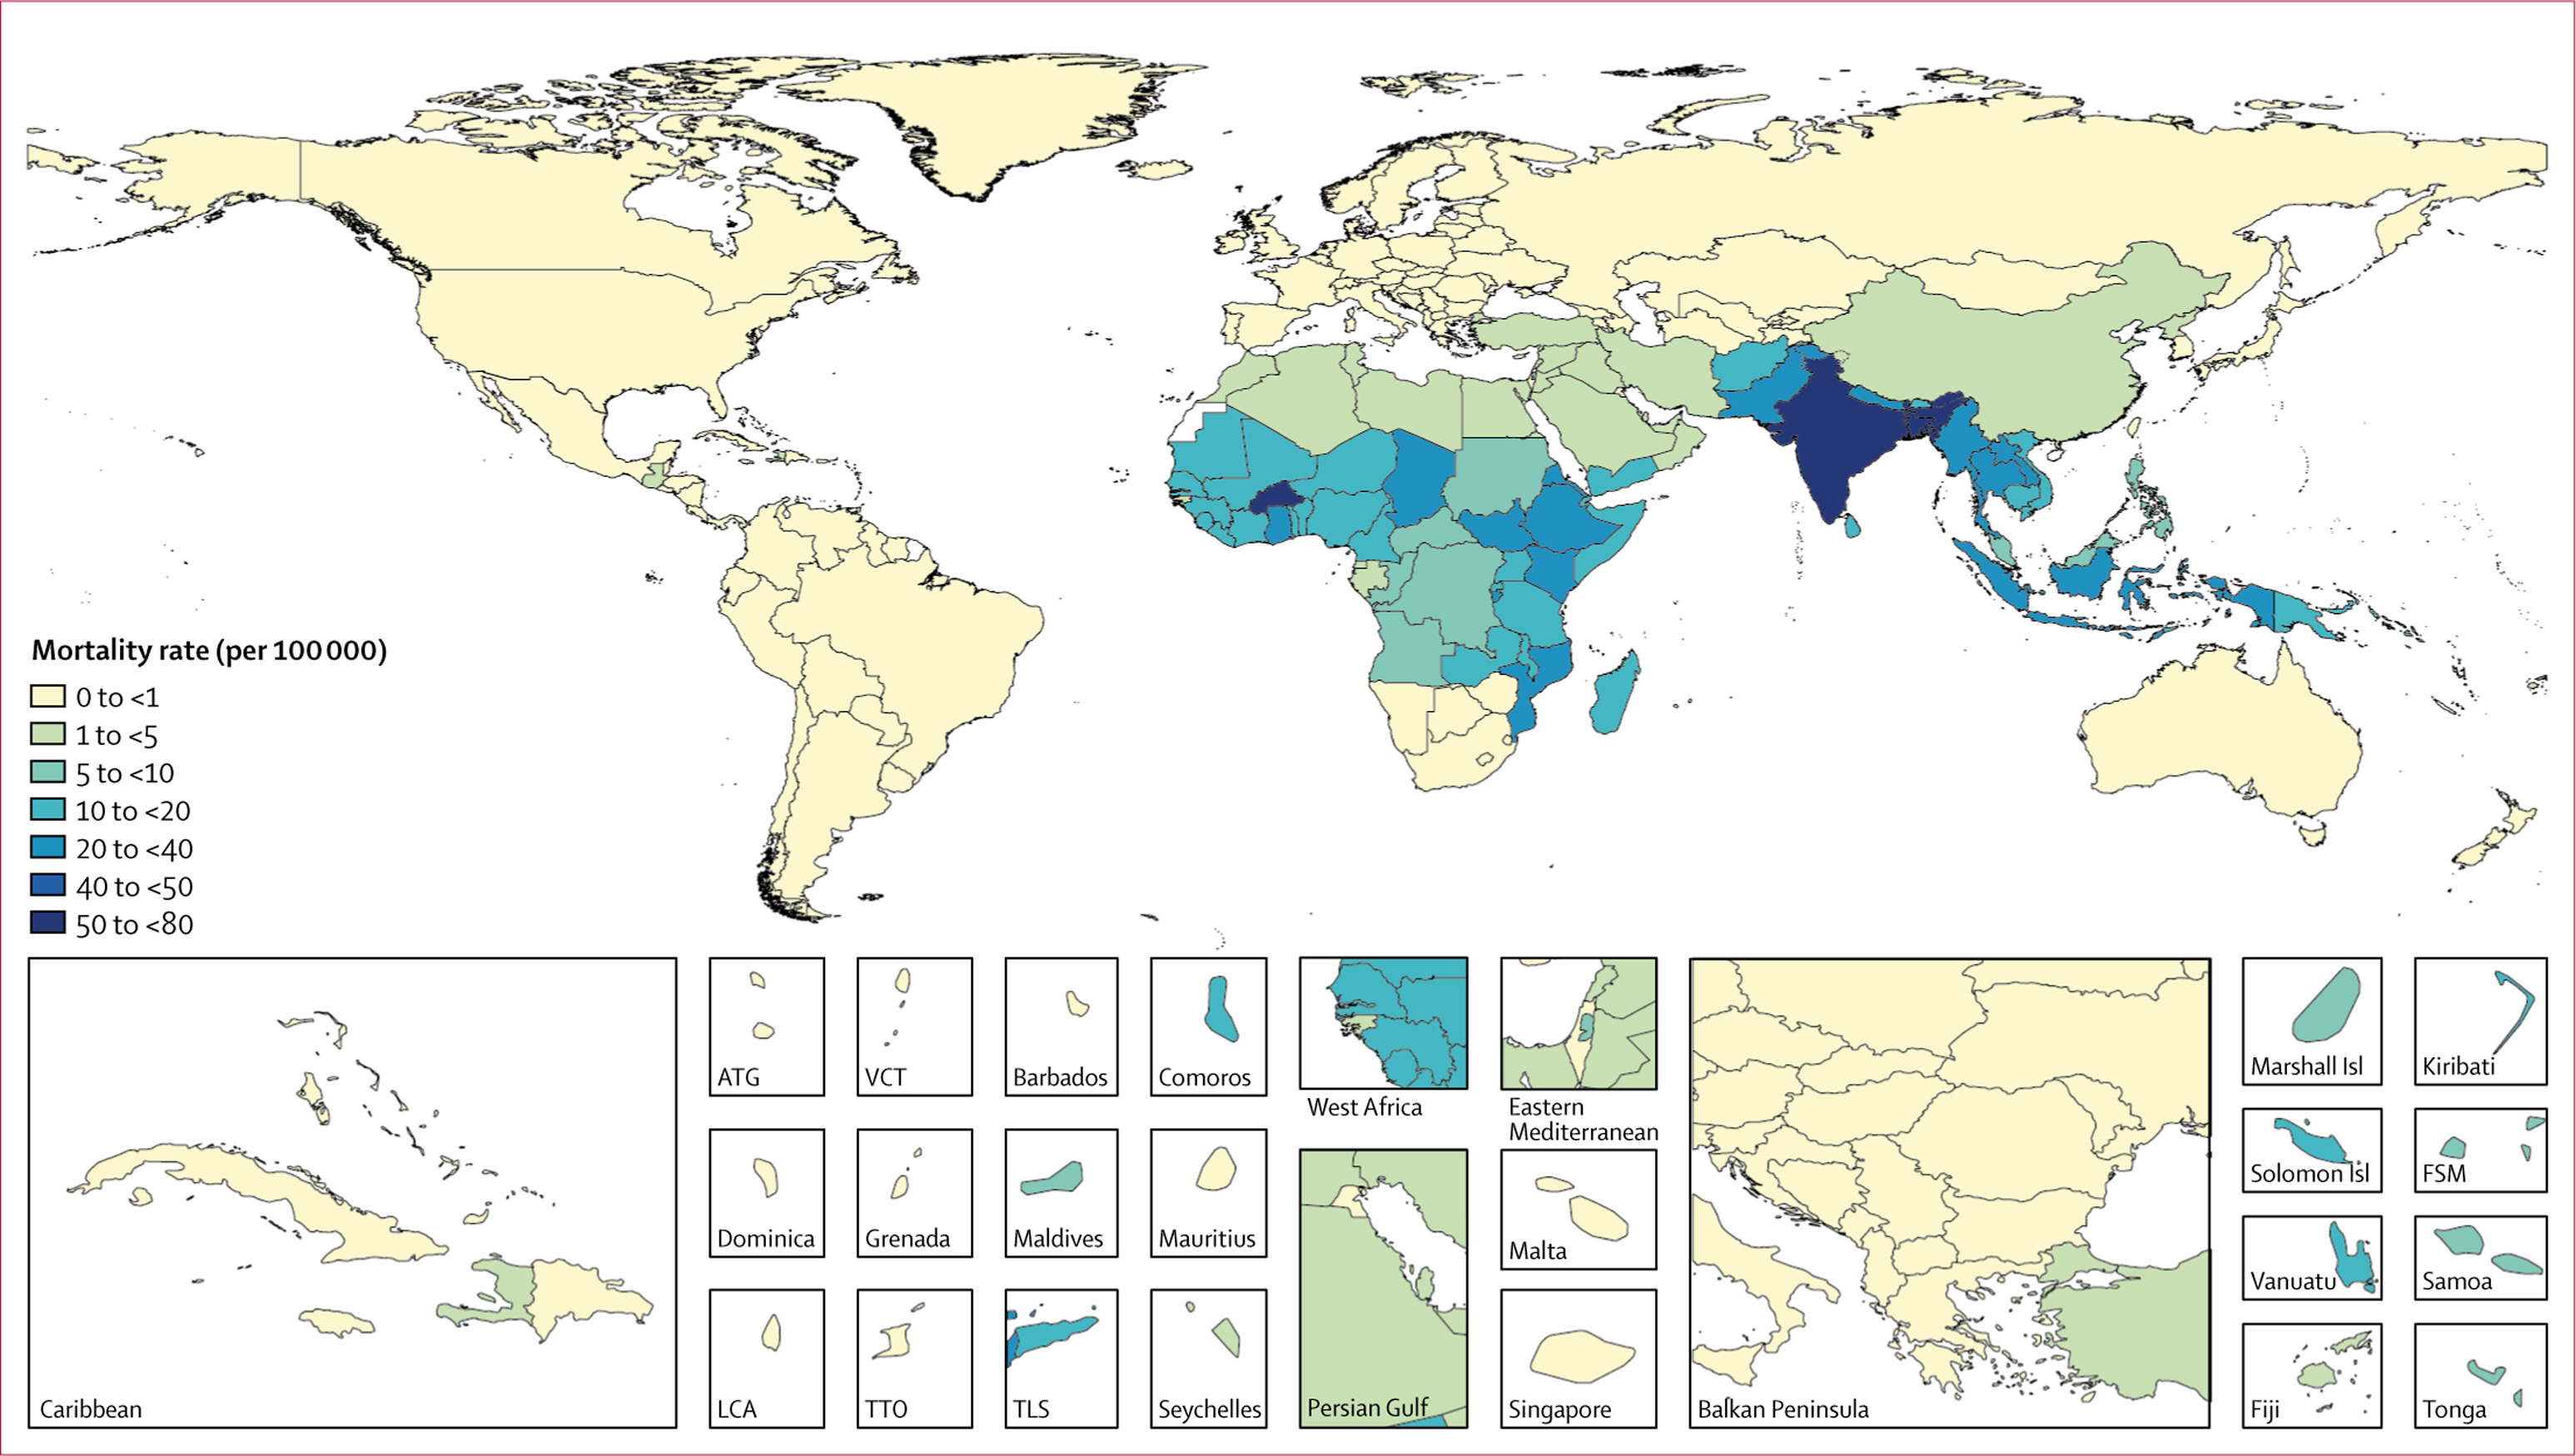 Mortality rate (per 100 000)
0 to <1
1 to <5
5 to <10
10 to <20
20 to <40
40 to <50
50 to <80
Caribbean
ATG
VCT
Barbados
Comoros
West Africa
Eastern
Mediterranean
Dominica
Grenada
Maldives
Mauritius
Malta
LCA
TTO
TLS
Seychelles
Persian Gulf
Singapore
Balkan Peninsula
Marshall Isl
Kiribati
Solomon Isl
FSM
Vanuatu
Samoa
Fiji
Tonga